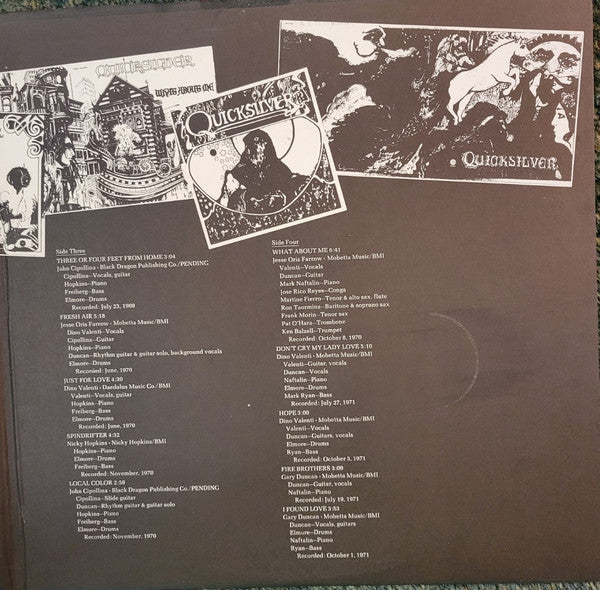 QUICKSILVER
WHAT ABOUT ME
QUICKSILVER
QUICKSILVER
Side Three
THREE OR FOUR FEET FROM HOME 3:04
John Cipollina - Black Dragon Publishing Co./PENDING
Cipollina—Vocals, guitar
Hopkins—Piano
Freiberg—Bass
Elmore—Drums
Recorded: July 23, 1969
FRESH AIR 5:18
Jesse Oris Farrow - Mobetta Music/BMI
Dino Valenti—Vocals
Cipollina—Guitar
Hopkins—Piano
Duncan—Rhythm guitar & guitar solo, background vocals
Elmore—Drums
Recorded: June, 1970
JUST FOR LOVE 4:30
Dino Valenti - Daedalus Music Co./BMI
Valenti—Vocals, guitar
Hopkins—Piano
Freiberg—Bass
Elmore—Drums
Recorded: June, 1970
SPINDRIFTER 4:32
Nicky Hopkins - Nicky Hopkins/BMI
Hopkins—Piano
Elmore—Drums
Freiberg—Bass
Recorded: November, 1970
LOCAL COLOR 2:58
John Cipollina - Black Dragon Publishing Co./PENDING
Cipollina—Slide guitar
Duncan—Rhythm guitar & guitar solo
Hopkins—Piano
Freiberg—Bass
Elmore—Drums
Recorded: November, 1970
Side Four
WHAT ABOUT ME 6:41
Jesse Oris Farrow - Mobetta Music/BMI
Valenti—Vocals
Duncan—Guitar
Mark Naftalin—Piano
Jose Rico Reyes—Conga
Martine Fierro—Tenor & alto sax, flute
Ron Taormina—Baritone & soprano sax
Frank Morin—Tenor sax
Pat O'Hara—Trombone
Ken Balzell—Trumpet
Recorded: October 8, 1970
DON'T CRY MY LADY LOVE 5:10
Dino Valenti - Mobetta Music/BMI
Valenti—Guitar, vocals
Duncan—Vocals
Naftalin—Piano
Elmore—Drums
Mark Ryan—Bass
Recorded: July 27, 1971
HOPE 3:00
Dino Valenti - Mobetta Music/BMI
Valenti—Vocals
Duncan—Guitars, vocals
Elmore—Drums
Ryan—Bass
Recorded: October 3, 1971
FIRE BROTHERS 3:08
Gary Duncan - Mobetta Music/BMI
Duncan—Guitar, vocals
Naftalin—Piano
Recorded: July 19, 1971
I FOUND LOVE 3:53
Gary Duncan - Mobetta Music/BMI
Duncan—Vocals, guitars
Elmore—Drums
Naftalin—Piano
Ryan—Bass
Recorded: October 1, 1971